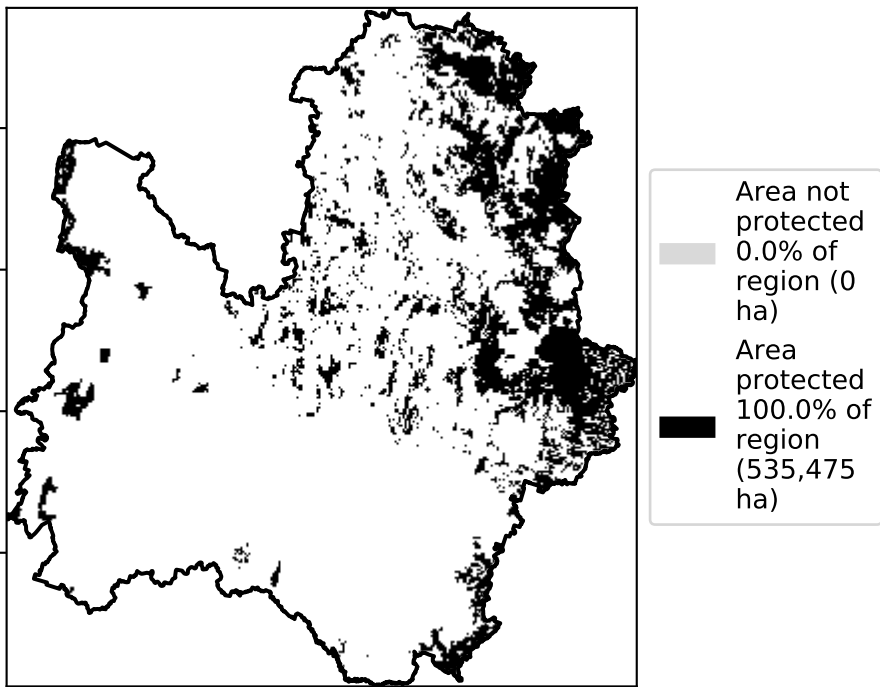 Area not
protected
0.0% of
region (0
ha)
Area
protected
100.0% of
region
(535,475
ha)